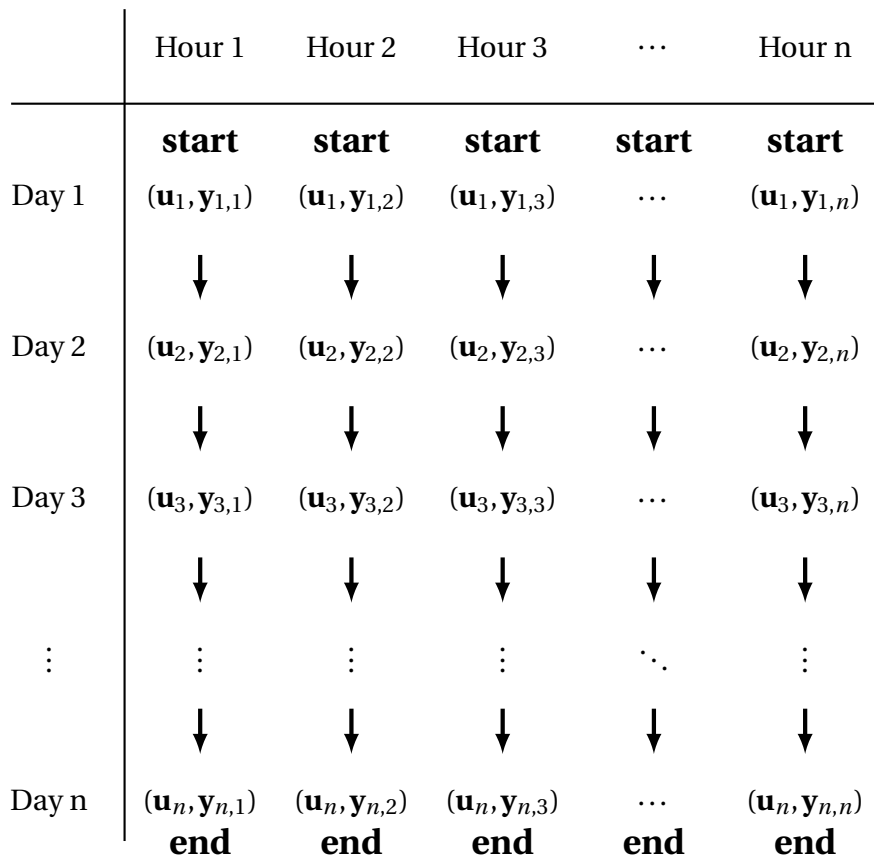 Hour 1 Hour 2 Hour 3 ⋯ Hour n
start start start start start
Day 1 (u₁, y₁,₁) (u₁, y₁,₂) (u₁, y₁,₃) ⋯ (u₁, y₁,ₙ)
Day 2 (u₂, y₂,₁) (u₂, y₂,₂) (u₂, y₂,₃) ⋯ (u₂, y₂,ₙ)
Day 3 (u₃, y₃,₁) (u₃, y₃,₂) (u₃, y₃,₃) ⋯ (u₃, y₃,ₙ)
⋮ ⋮ ⋮ ⋮ ⋱ ⋮
Day n (uₙ, yₙ,₁) (uₙ, yₙ,₂) (uₙ, yₙ,₃) ⋯ (uₙ, yₙ,ₙ)
end end end end end